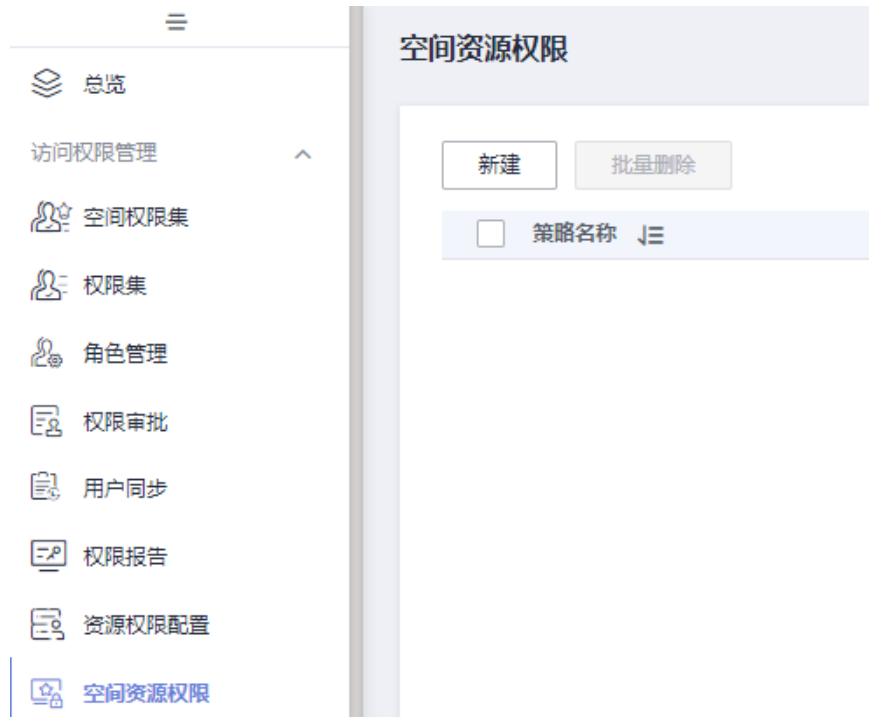 总览
访问权限管理
空间权限集
权限集
角色管理
权限审批
用户同步
权限报告
资源权限配置
空间资源权限
空间资源权限
新建
批量删除
策略名称